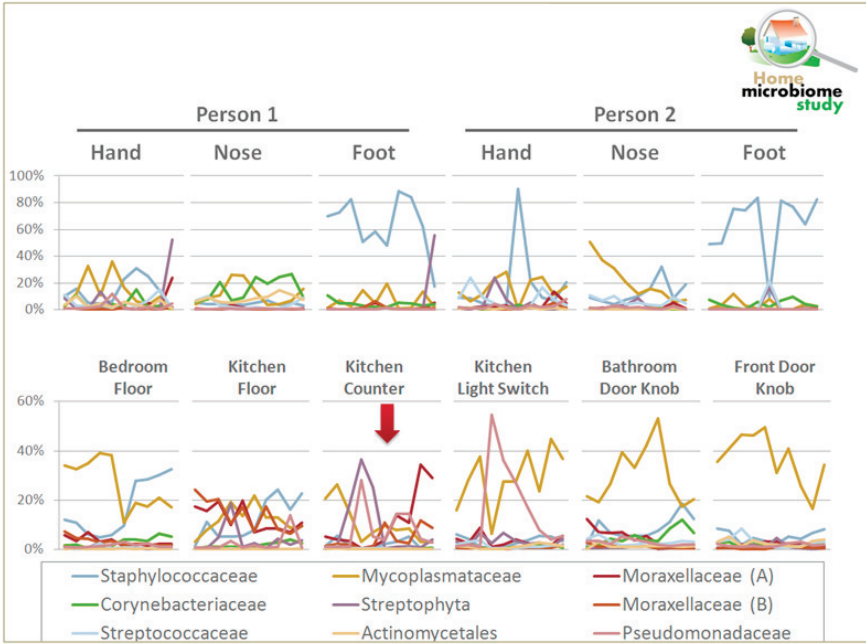 Home
microbiome
study
Person 1 Person 2
Hand Nose Foot Hand Nose Foot
100%
80%
60%
40%
20%
0%
Bedroom Kitchen Kitchen Kitchen Bathroom Front Door
Floor Floor Counter Light Switch Door Knob Knob
60%
40%
20%
0%
Staphylococcaceae Mycoplasmataceae Moraxellaceae (A)
Corynebacteriaceae Streptophyta Moraxellaceae (B)
Streptococcaceae Actinomycetales Pseudomonadaceae